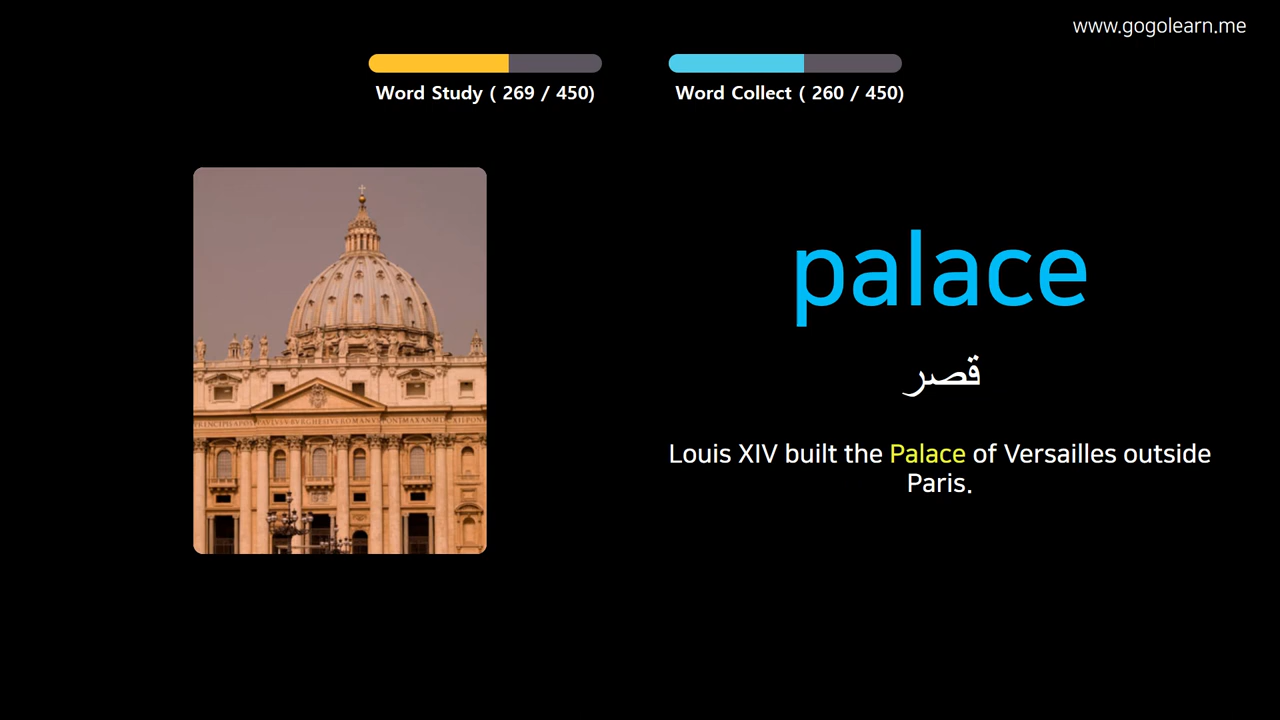 www.gogolearn.me
Word Study ( 269 / 450)
Word Collect ( 260 / 450)
palace
قصر
Louis XIV built the Palace of Versailles outside
Paris.